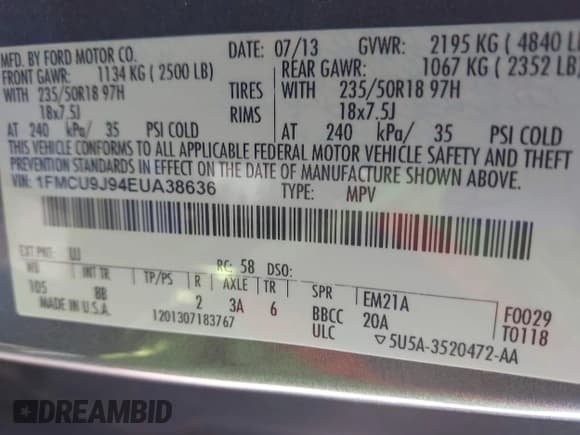 MFD. BY FORD MOTOR CO.
DATE: 07/13 GVWR: 2195 KG ( 4840 L
FRONT GAWR: 1134 KG ( 2500 LB) REAR GAWR: 1067 KG ( 2352 LB)
WITH 235/50R18 97H TIRES WITH 235/50R18 97H
18x7.5J RIMS 18x7.5J
AT 240 kPa/ 35 PSI COLD AT 240 kPa/ 35 PSI COLD
THIS VEHICLE CONFORMS TO ALL APPLICABLE FEDERAL MOTOR VEHICLE SAFETY AND THEFT
PREVENTION STANDARDS IN EFFECT ON THE DATE OF MANUFACTURE SHOWN ABOVE.
VIN: 1FMCU9J94EUA38636 TYPE: MPV
EXT PNT: UJ RC: 58 DSO:
WB INT TR TP/PS R AXLE TR SPR EM21A F0029
105 BB 2 3A 6 BBCC 20A T0118
MADE IN U.S.A. 1201307183767 ULC ▽5U5A-3520472-AA
DREAMBID